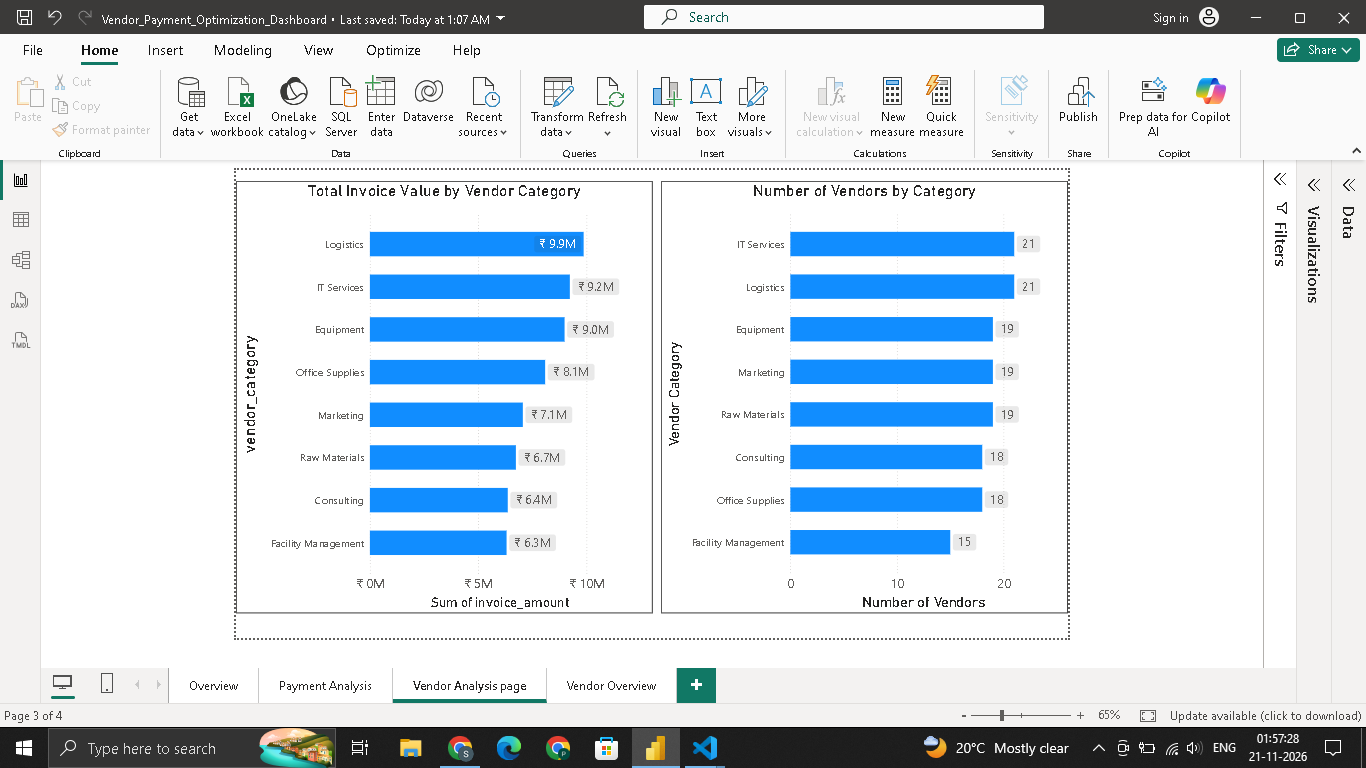 Vendor_Payment_Optimization_Dashboard • Last saved: Today at 1:07 AM
Search
Sign in
File Home Insert Modeling View Optimize Help
Share
Paste
Cut
Copy
Format painter
Clipboard
Get data
Excel workbook
OneLake catalog
SQL Server
Enter data
Dataverse
Recent sources
Data
Transform data
Refresh
Queries
New visual
Text box
More visuals
Insert
New visual calculation
New measure
Quick measure
Calculations
Sensitivity
Sensitivity
Publish
Share
Prep data for AI
Copilot
Copilot
DAX
TMDL
Total Invoice Value by Vendor Category
vendor_category
Logistics ₹ 9.9M
IT Services ₹ 9.2M
Equipment ₹ 9.0M
Office Supplies ₹ 8.1M
Marketing ₹ 7.1M
Raw Materials ₹ 6.7M
Consulting ₹ 6.4M
Facility Management ₹ 6.3M
₹ 0M ₹ 5M ₹ 10M
Sum of invoice_amount
Number of Vendors by Category
Vendor Category
IT Services 21
Logistics 21
Equipment 19
Marketing 19
Raw Materials 19
Consulting 18
Office Supplies 18
Facility Management 15
0 10 20
Number of Vendors
Filters
Visualizations
Data
Overview
Payment Analysis
Vendor Analysis page
Vendor Overview
+
Page 3 of 4
- + 65%
Update available (click to download)
Type here to search
20°C Mostly clear
ENG
01:57:28
21-11-2026